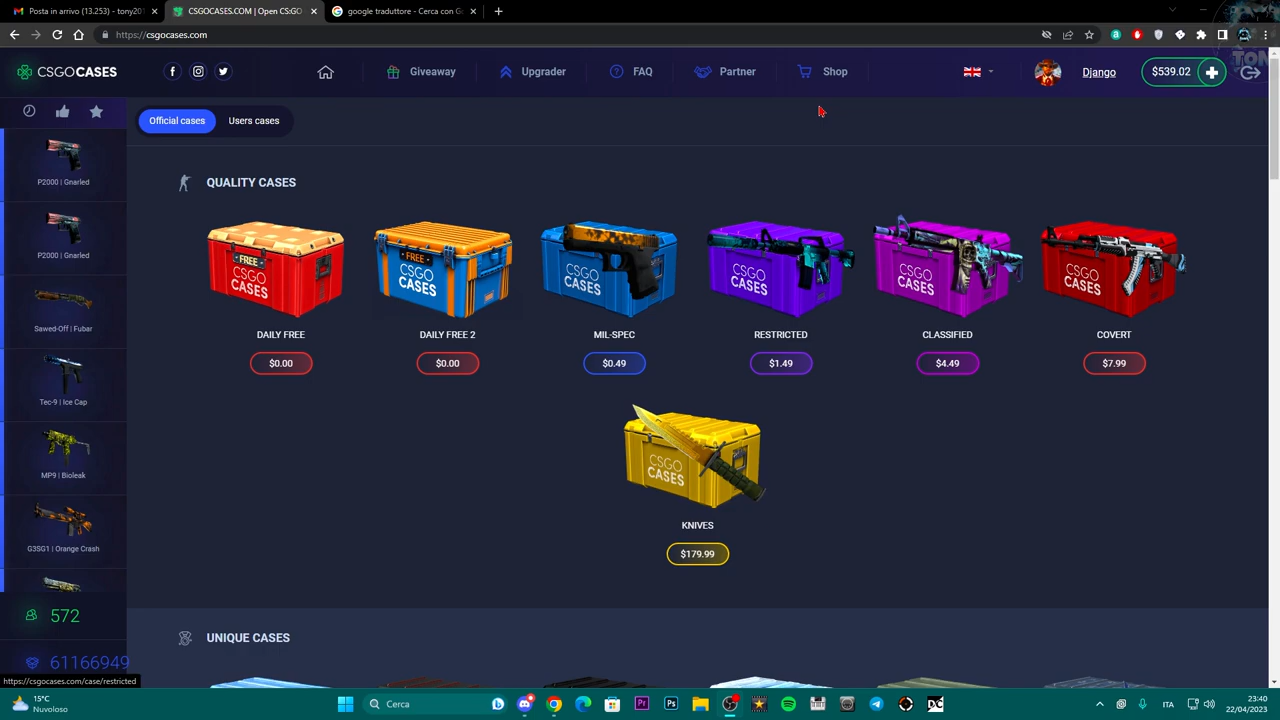 Posta in arrivo (13.253) - tony201
CSGOCASES.COM | Open CS:GO
google traduttore - Cerca con G
https://csgocases.com
CSGOCASES
Giveaway
Upgrader
FAQ
Partner
Shop
Django
$539.02
Official cases
Users cases
P2000 | Gnarled
P2000 | Gnarled
Sawed-Off | Fubar
Tec-9 | Ice Cap
MP9 | Bioleak
G3SG1 | Orange Crash
572
61166949
QUALITY CASES
FREE
CSGO
CASES
FREE
CSGO
CASES
CSGO
CASES
CSGO
CASES
CSGO
CASES
CSGO
CASES
DAILY FREE
DAILY FREE 2
MIL-SPEC
RESTRICTED
CLASSIFIED
COVERT
$0.00
$0.00
$0.49
$1.49
$4.49
$7.99
CSGO
CASES
KNIVES
$179.99
UNIQUE CASES
https://csgocases.com/case/restricted
15°C
Nuvoloso
Cerca
ITA
23:40
22/04/2023